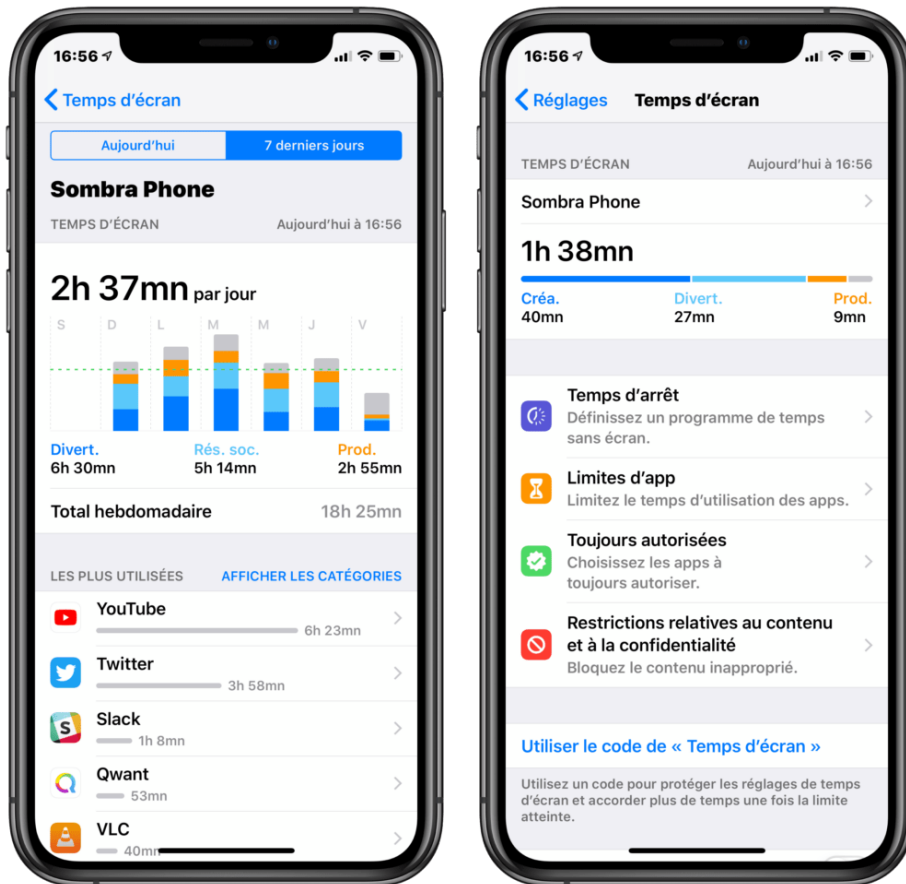 16:56
Temps d'écran
Aujourd'hui
7 derniers jours
Sombra Phone
TEMPS D'ÉCRAN Aujourd'hui à 16:56
2h 37mn par jour
S D L M M J V
Divert. Rés. soc. Prod.
6h 30mn 5h 14mn 2h 55mn
Total hebdomadaire 18h 25mn
LES PLUS UTILISÉES AFFICHER LES CATÉGORIES
YouTube
6h 23mn
Twitter
3h 58mn
Slack
1h 8mn
Qwant
53mn
VLC
40mn
16:56
Réglages Temps d'écran
TEMPS D'ÉCRAN Aujourd'hui à 16:56
Sombra Phone
1h 38mn
Créa. Divert. Prod.
40mn 27mn 9mn
Temps d'arrêt
Définissez un programme de temps
sans écran.
Limites d'app
Limitez le temps d'utilisation des apps.
Toujours autorisées
Choisissez les apps à
toujours autoriser.
Restrictions relatives au contenu
et à la confidentialité
Bloquez le contenu inapproprié.
Utiliser le code de « Temps d'écran »
Utilisez un code pour protéger les réglages de temps
d'écran et accorder plus de temps une fois la limite
atteinte.